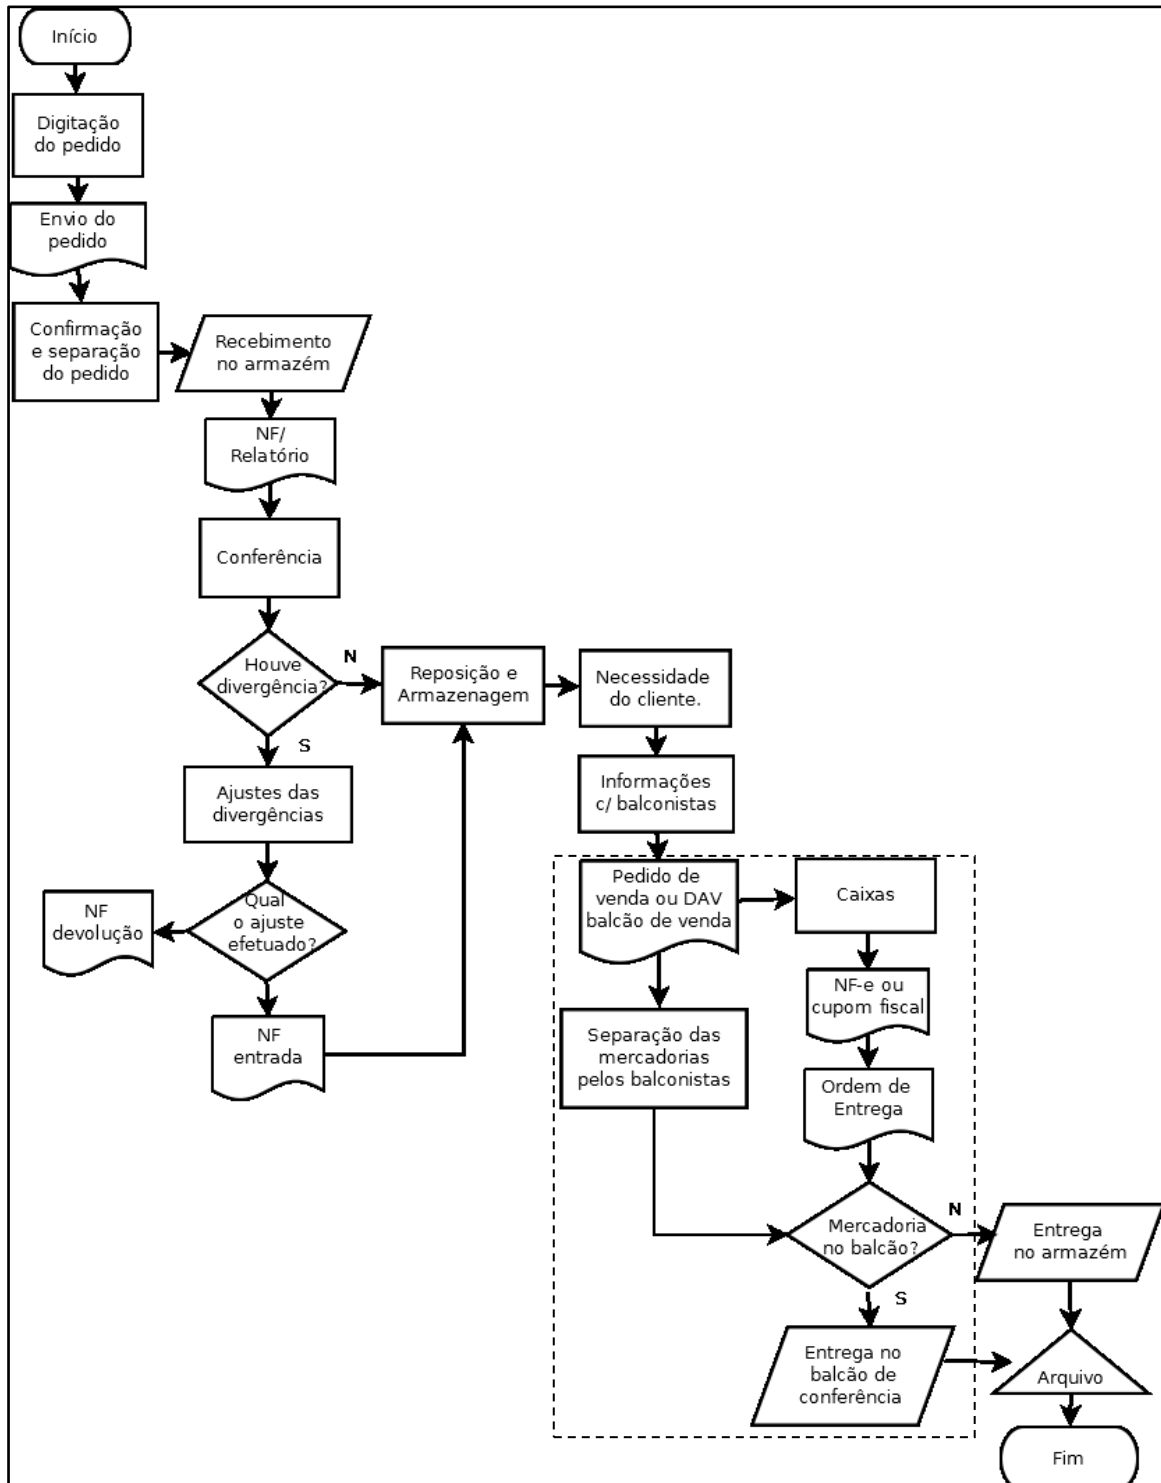 Início
Digitação
do pedido
Envio do
pedido
Confirmação
e separação
do pedido
Recebimento
no armazém
NF/
Relatório
Conferência
Houve
divergência?
N
S
Reposição e
Armazenagem
Necessidade
do cliente.
Informações
c/ balconistas
Ajustes das
divergências
Qual
o ajuste
efetuado?
NF
devolução
NF
entrada
Pedido de
venda ou DAV
balcão de venda
Caixas
NF-e ou
cupom fiscal
Separação das
mercadorias
pelos balconistas
Ordem de
Entrega
Mercadoria
no balcão?
N
S
Entrega
no armazém
Entrega no
balcão de
conferência
Arquivo
Fim